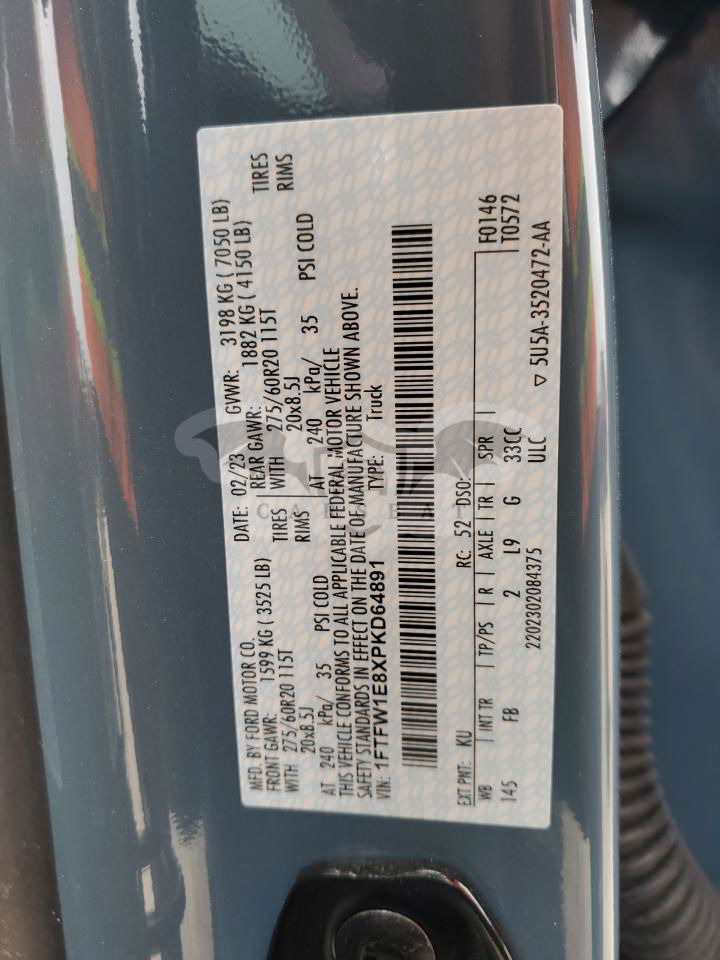 MFD. BY FORD MOTOR CO.
DATE: 02/23 GVWR: 3198 KG ( 7050 LB)
FRONT GAWR: 1599 KG ( 3525 LB)
REAR GAWR: 1882 KG ( 4150 LB)
WITH 275/60R20 115T TIRES
WITH 275/60R20 115T TIRES
20x8.5J RIMS
20x8.5J RIMS
AT 240 kPa/ 35 PSI COLD
AT 240 kPa/ 35 PSI COLD
THIS VEHICLE CONFORMS TO ALL APPLICABLE FEDERAL MOTOR VEHICLE
SAFETY STANDARDS IN EFFECT ON THE DATE OF MANUFACTURE SHOWN ABOVE.
VIN: 1FTFW1E8XPKD64891 TYPE: Truck
EXT PNT: KU RC: 52 DSO:
WB INT TR TP/PS R AXLE TR SPR F0146
145 FB 2 L9 G 33CC T0572
2202302084375 ULC
▽ 5U5A-3520472-AA